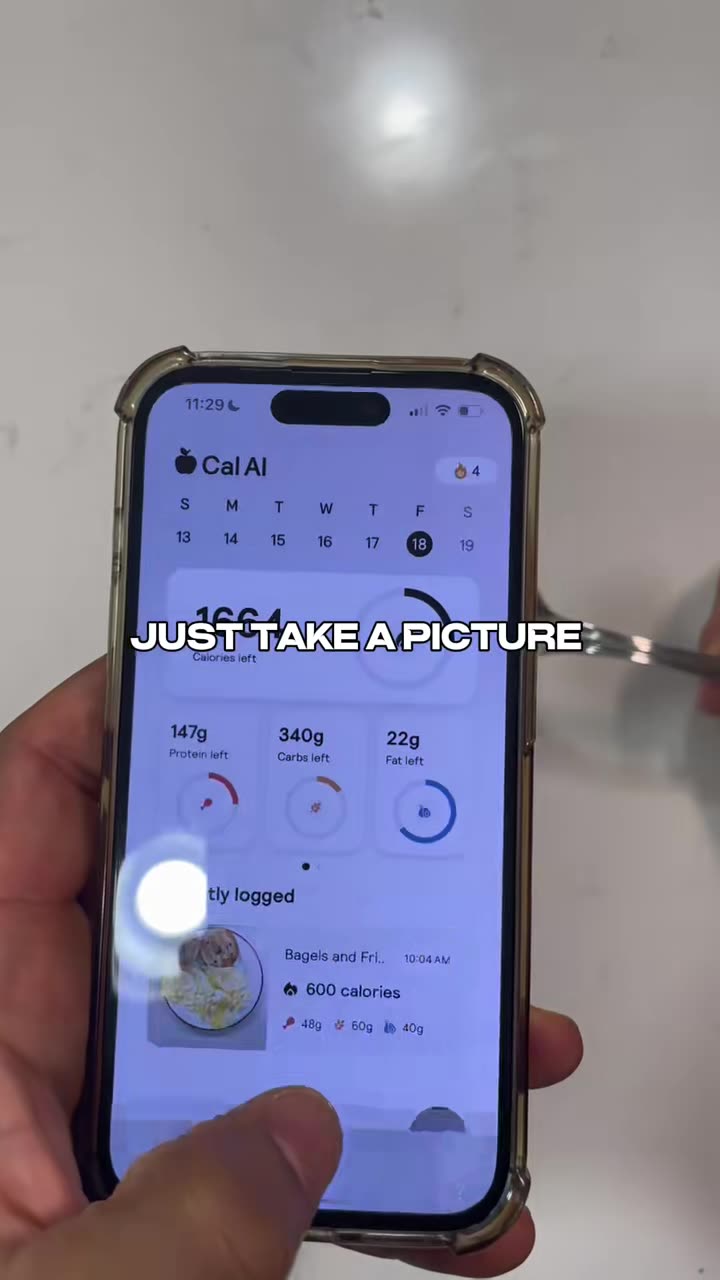 11:29
Cal AI
4
S M T W T F S
13 14 15 16 17 18 19
1664
JUST TAKE A PICTURE
Calories left
147g 340g 22g
Protein left Carbs left Fat left
tly logged
Bagels and Fri.. 10:04 AM
600 calories
48g 60g 40g